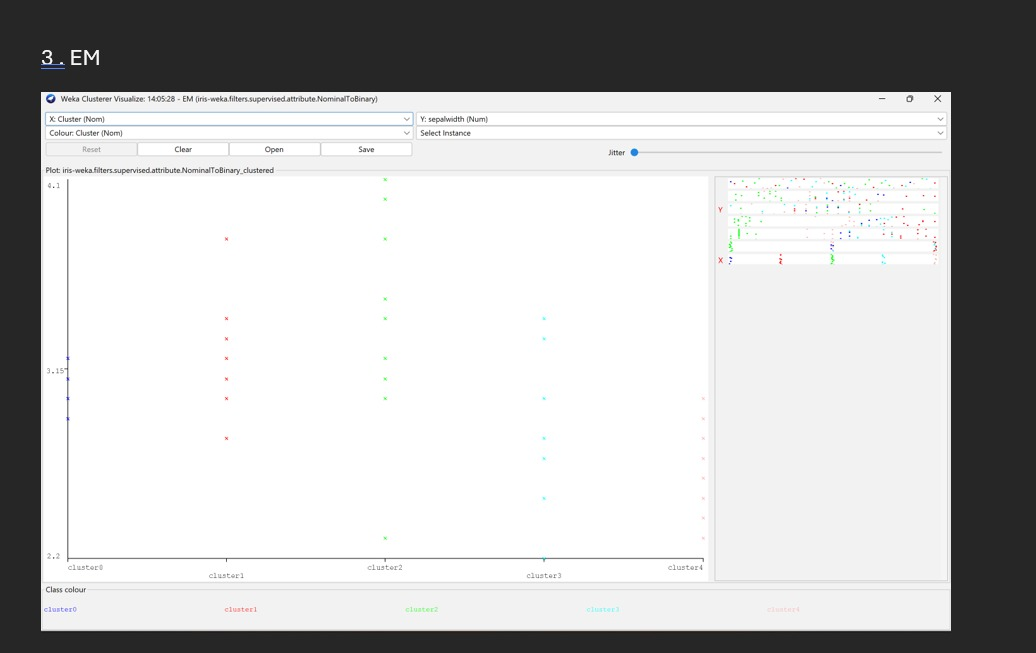 3 . EM
Weka Clusterer Visualize: 14:05:28 - EM (iris-weka.filters.supervised.attribute.NominalToBinary)
X: Cluster (Nom) Y: sepalwidth (Num)
Colour: Cluster (Nom) Select Instance
Reset Clear Open Save Jitter
Plot: iris-weka.filters.supervised.attribute.NominalToBinary_clustered
4.1
Y
X
3.15
2.2
cluster0 cluster1 cluster2 cluster3 cluster4
Class colour
cluster0 cluster1 cluster2 cluster3 cluster4